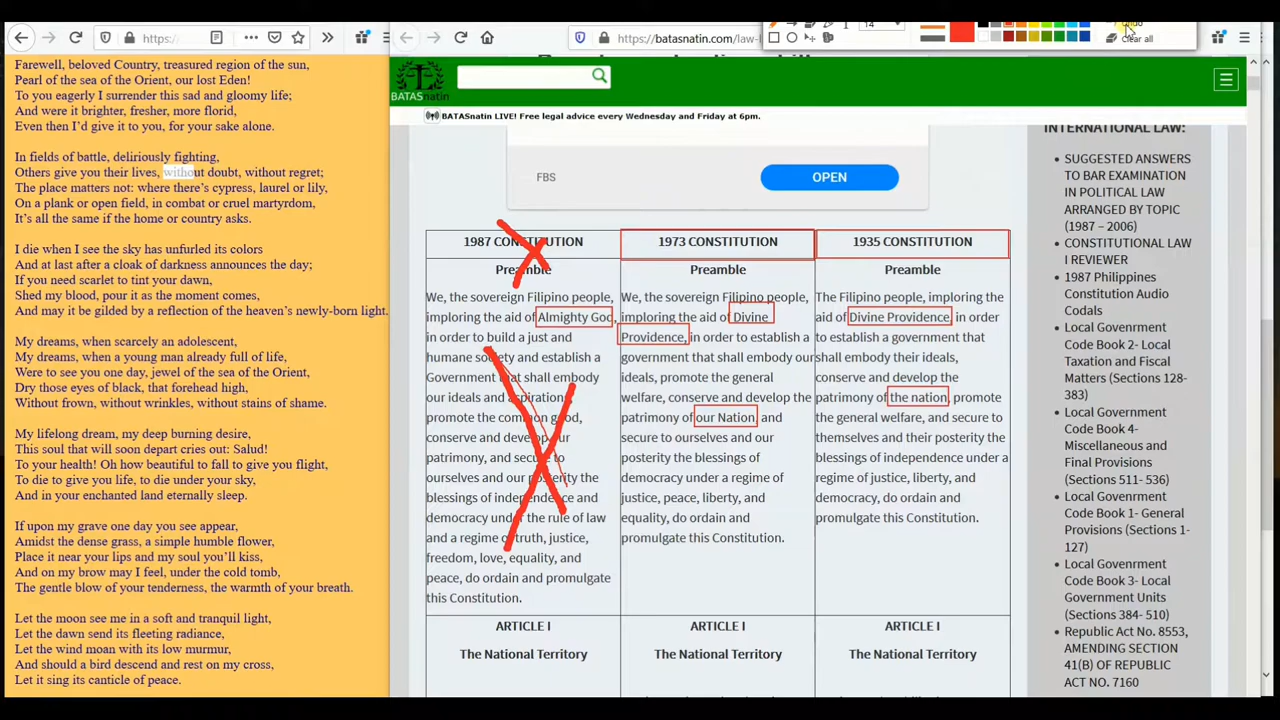 https:/
https://batasnatin.com/law-l
14
Undo
Clear all
Farewell, beloved Country, treasured region of the sun,
Pearl of the sea of the Orient, our lost Eden!
To you eagerly I surrender this sad and gloomy life;
And were it brighter, fresher, more florid,
Even then I'd give it to you, for your sake alone.
In fields of battle, deliriously fighting,
Others give you their lives, without doubt, without regret;
The place matters not: where there's cypress, laurel or lily,
On a plank or open field, in combat or cruel martyrdom,
It's all the same if the home or country asks.
I die when I see the sky has unfurled its colors
And at last after a cloak of darkness announces the day;
If you need scarlet to tint your dawn,
Shed my blood, pour it as the moment comes,
And may it be gilded by a reflection of the heaven's newly-born light.
My dreams, when scarcely an adolescent,
My dreams, when a young man already full of life,
Were to see you one day, jewel of the sea of the Orient,
Dry those eyes of black, that forehead high,
Without frown, without wrinkles, without stains of shame.
My lifelong dream, my deep burning desire,
This soul that will soon depart cries out: Salud!
To your health! Oh how beautiful to fall to give you flight,
To die to give you life, to die under your sky,
And in your enchanted land eternally sleep.
If upon my grave one day you see appear,
Amidst the dense grass, a simple humble flower,
Place it near your lips and my soul you'll kiss,
And on my brow may I feel, under the cold tomb,
The gentle blow of your tenderness, the warmth of your breath.
Let the moon see me in a soft and tranquil light,
Let the dawn send its fleeting radiance,
Let the wind moan with its low murmur,
And should a bird descend and rest on my cross,
Let it sing its canticle of peace.
BATASnatin
BATASnatin LIVE! Free legal advice every Wednesday and Friday at 6pm.
FBS
OPEN
1987 CONSTITUTION
Preamble
We, the sovereign Filipino people,
imploring the aid of Almighty God,
in order to build a just and
humane society and establish a
Government that shall embody
our ideals and aspirations,
promote the common good,
conserve and develop our
patrimony, and secure to
ourselves and our posterity the
blessings of independence and
democracy under the rule of law
and a regime of truth, justice,
freedom, love, equality, and
peace, do ordain and promulgate
this Constitution.
ARTICLE I
The National Territory
1973 CONSTITUTION
Preamble
We, the sovereign Filipino people,
imploring the aid of Divine
Providence, in order to establish a
government that shall embody our
ideals, promote the general
welfare, conserve and develop the
patrimony of our Nation, and
secure to ourselves and our
posterity the blessings of
democracy under a regime of
justice, peace, liberty, and
equality, do ordain and
promulgate this Constitution.
ARTICLE I
The National Territory
1935 CONSTITUTION
Preamble
The Filipino people, imploring the
aid of Divine Providence, in order
to establish a government that
shall embody their ideals,
conserve and develop the
patrimony of the nation, promote
the general welfare, and secure to
themselves and their posterity the
blessings of independence under a
regime of justice, liberty, and
democracy, do ordain and
promulgate this Constitution.
ARTICLE I
The National Territory
INTERNATIONAL LAW:
SUGGESTED ANSWERS
TO BAR EXAMINATION
IN POLITICAL LAW
ARRANGED BY TOPIC
(1987 – 2006)
CONSTITUTIONAL LAW
I REVIEWER
1987 Philippines
Constitution Audio
Codals
Local Government
Code Book 2- Local
Taxation and Fiscal
Matters (Sections 128-
383)
Local Government
Code Book 4-
Miscellaneous and
Final Provisions
(Sections 511- 536)
Local Government
Code Book 1- General
Provisions (Sections 1-
127)
Local Government
Code Book 3- Local
Government Units
(Sections 384- 510)
Republic Act No. 8553,
AMENDING SECTION
41(B) OF REPUBLIC
ACT NO. 7160